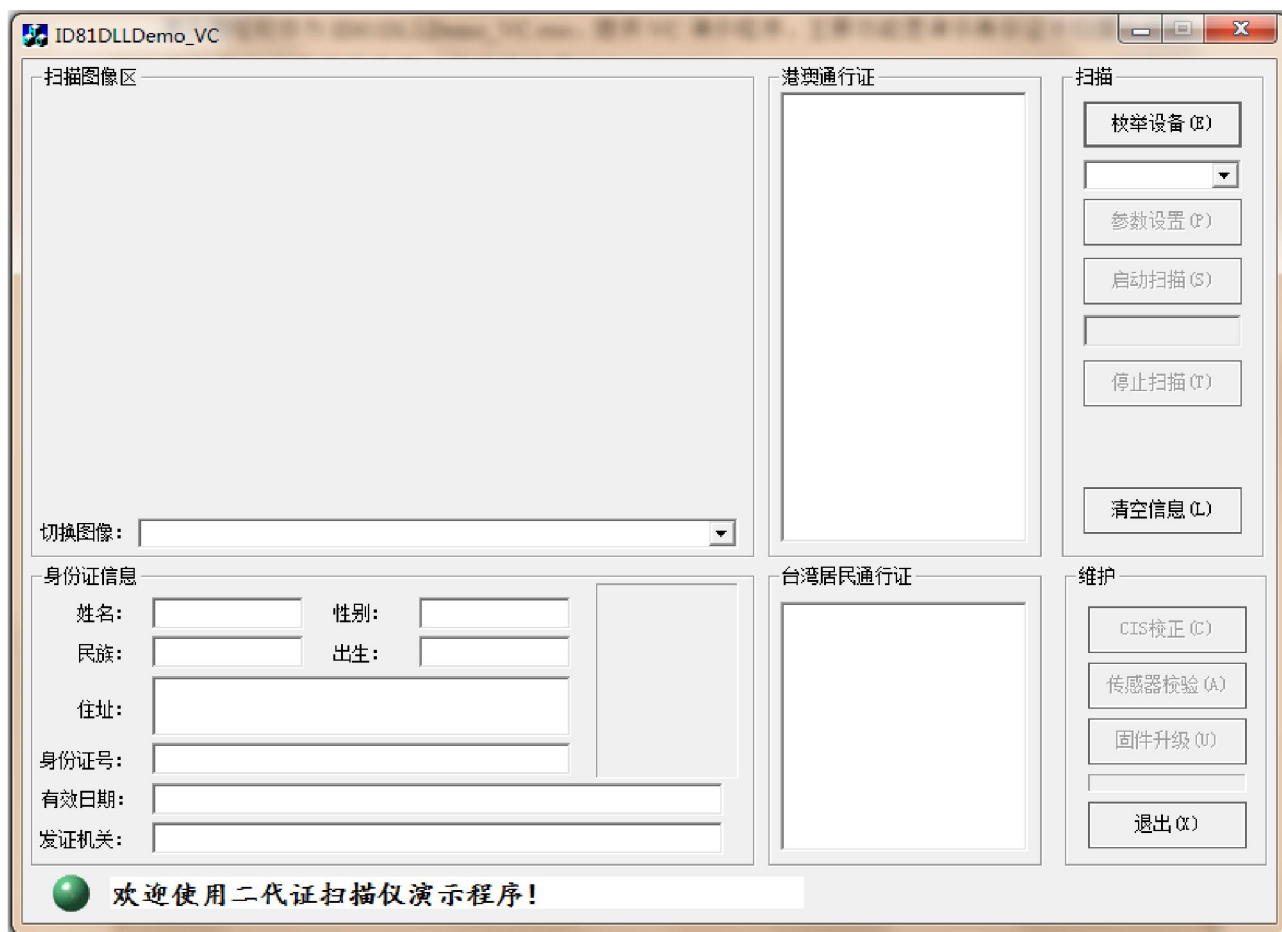 ID81DLLDemo_VC
扫描图像区
切换图像:
港澳通行证
扫描
枚举设备(E)
参数设置(P)
启动扫描(S)
停止扫描(T)
清空信息(L)
身份证信息
姓名:
性别:
民族:
出生:
住址:
身份证号:
有效日期:
发证机关:
台湾居民通行证
维护
CIS校正(C)
传感器校验(A)
固件升级(U)
退出(X)
欢迎使用二代证扫描仪演示程序!